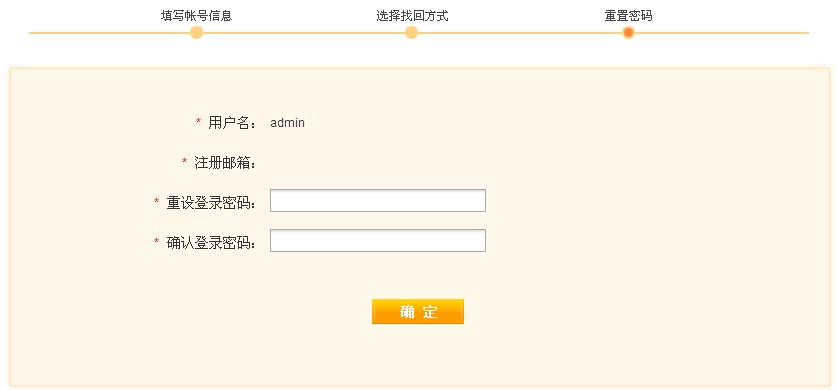 填写帐号信息 选择找回方式 重置密码
* 用户名： admin
* 注册邮箱：
* 重设登录密码：
* 确认登录密码：
确 定